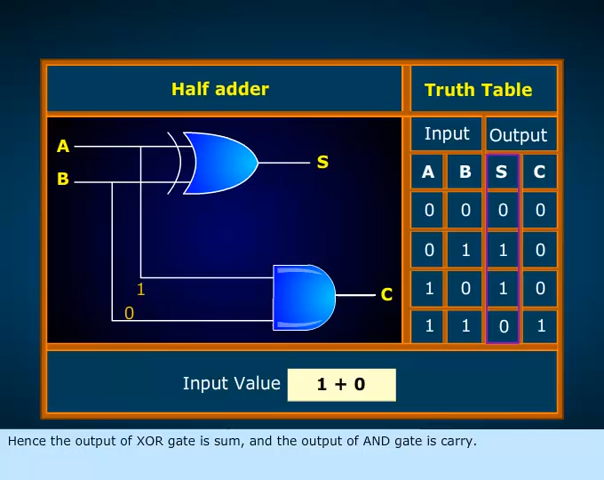 Half adder
Truth Table
A
B
S
C
1
0
Input Output
A B S C
0 0 0 0
0 1 1 0
1 0 1 0
1 1 0 1
Input Value 1 + 0
Hence the output of XOR gate is sum, and the output of AND gate is carry.